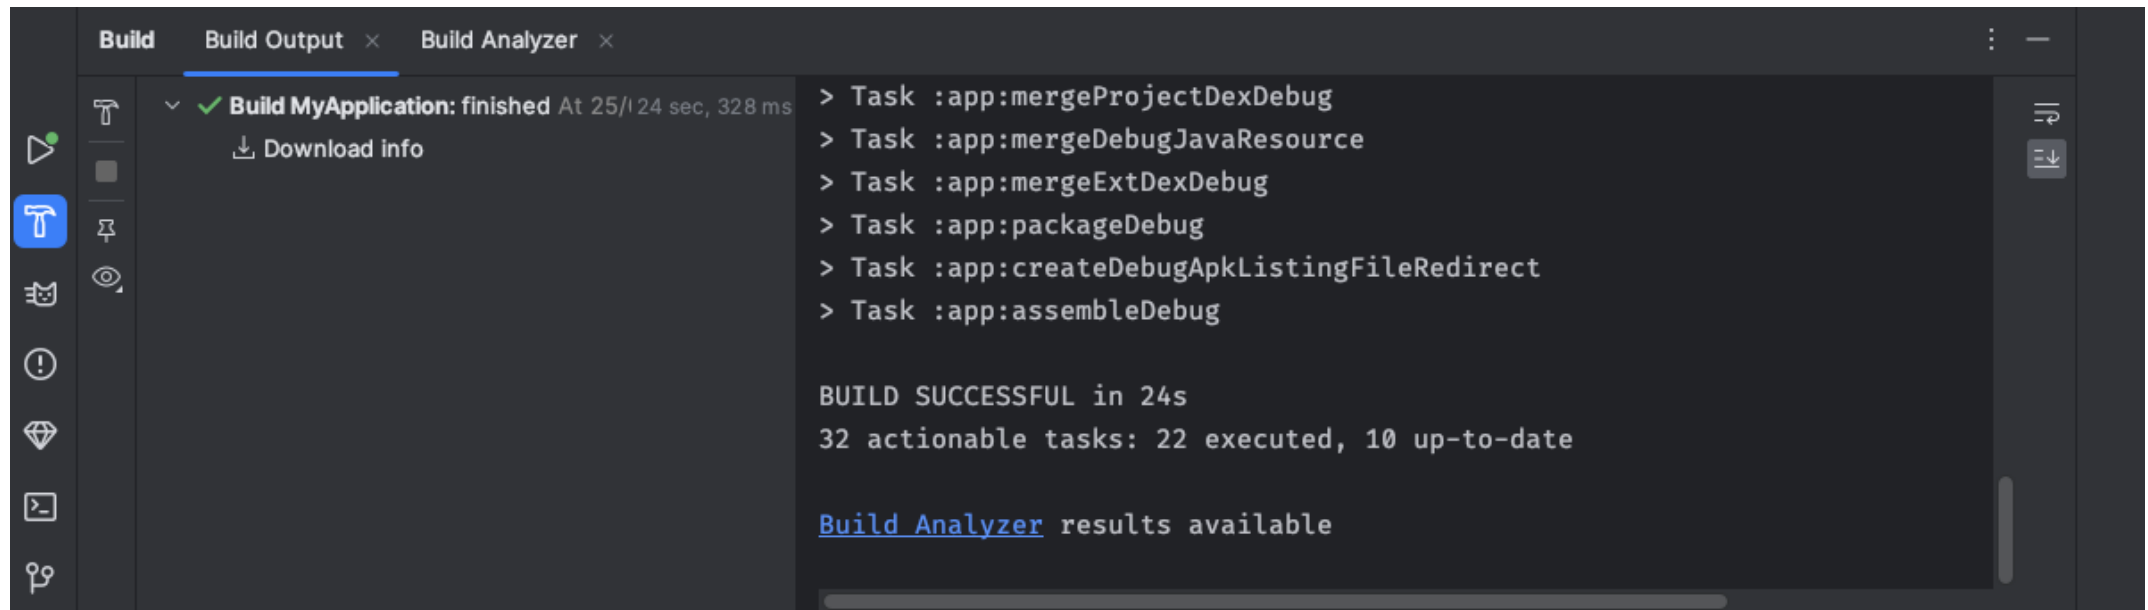 Build Build Output Build Analyzer
Build MyApplication: finished At 25/ 24 sec, 328 ms
Download info
> Task :app:mergeProjectDexDebug
> Task :app:mergeDebugJavaResource
> Task :app:mergeExtDexDebug
> Task :app:packageDebug
> Task :app:createDebugApkListingFileRedirect
> Task :app:assembleDebug
BUILD SUCCESSFUL in 24s
32 actionable tasks: 22 executed, 10 up-to-date
Build Analyzer results available